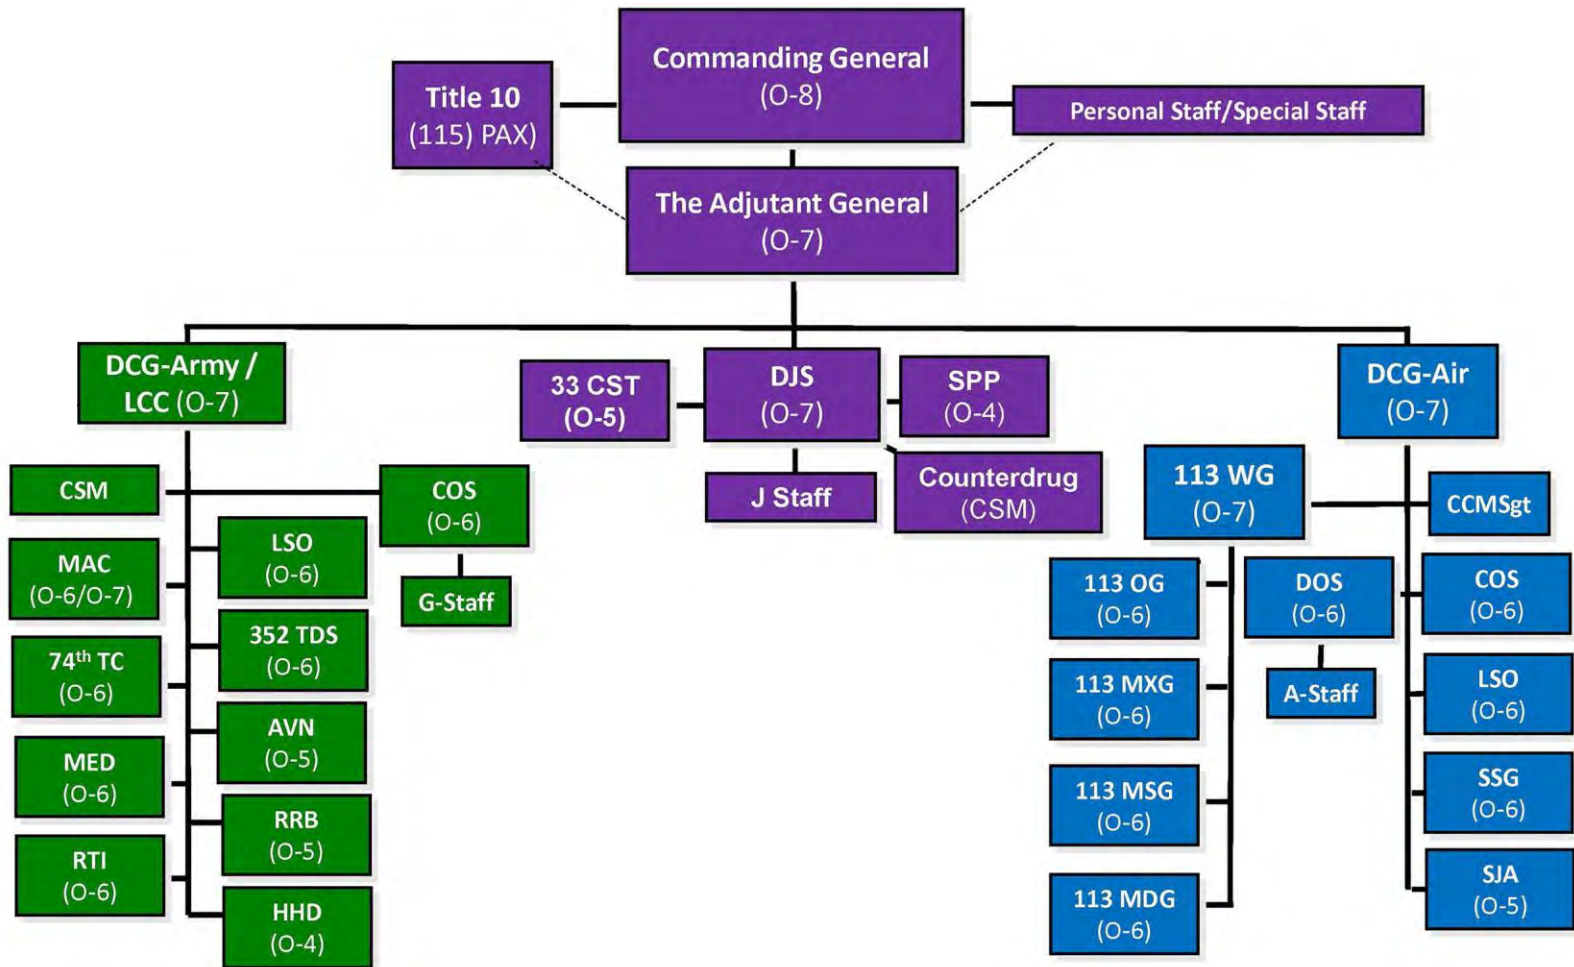 Commanding General
(O-8)
Title 10
(115) PAX)
Personal Staff/Special Staff
The Adjutant General
(O-7)
DCG-Army /
LCC (O-7)
33 CST
(O-5)
DJS
(O-7)
SPP
(O-4)
DCG-Air
(O-7)
J Staff
Counterdrug
(CSM)
CSM
COS
(O-6)
G-Staff
MAC
(O-6/O-7)
LSO
(O-6)
74th TC
(O-6)
352 TDS
(O-6)
MED
(O-6)
AVN
(O-5)
RTI
(O-6)
RRB
(O-5)
HHD
(O-4)
113 WG
(O-7)
CCMSgt
113 OG
(O-6)
DOS
(O-6)
COS
(O-6)
A-Staff
113 MXG
(O-6)
LSO
(O-6)
113 MSG
(O-6)
SSG
(O-6)
113 MDG
(O-6)
SJA
(O-5)